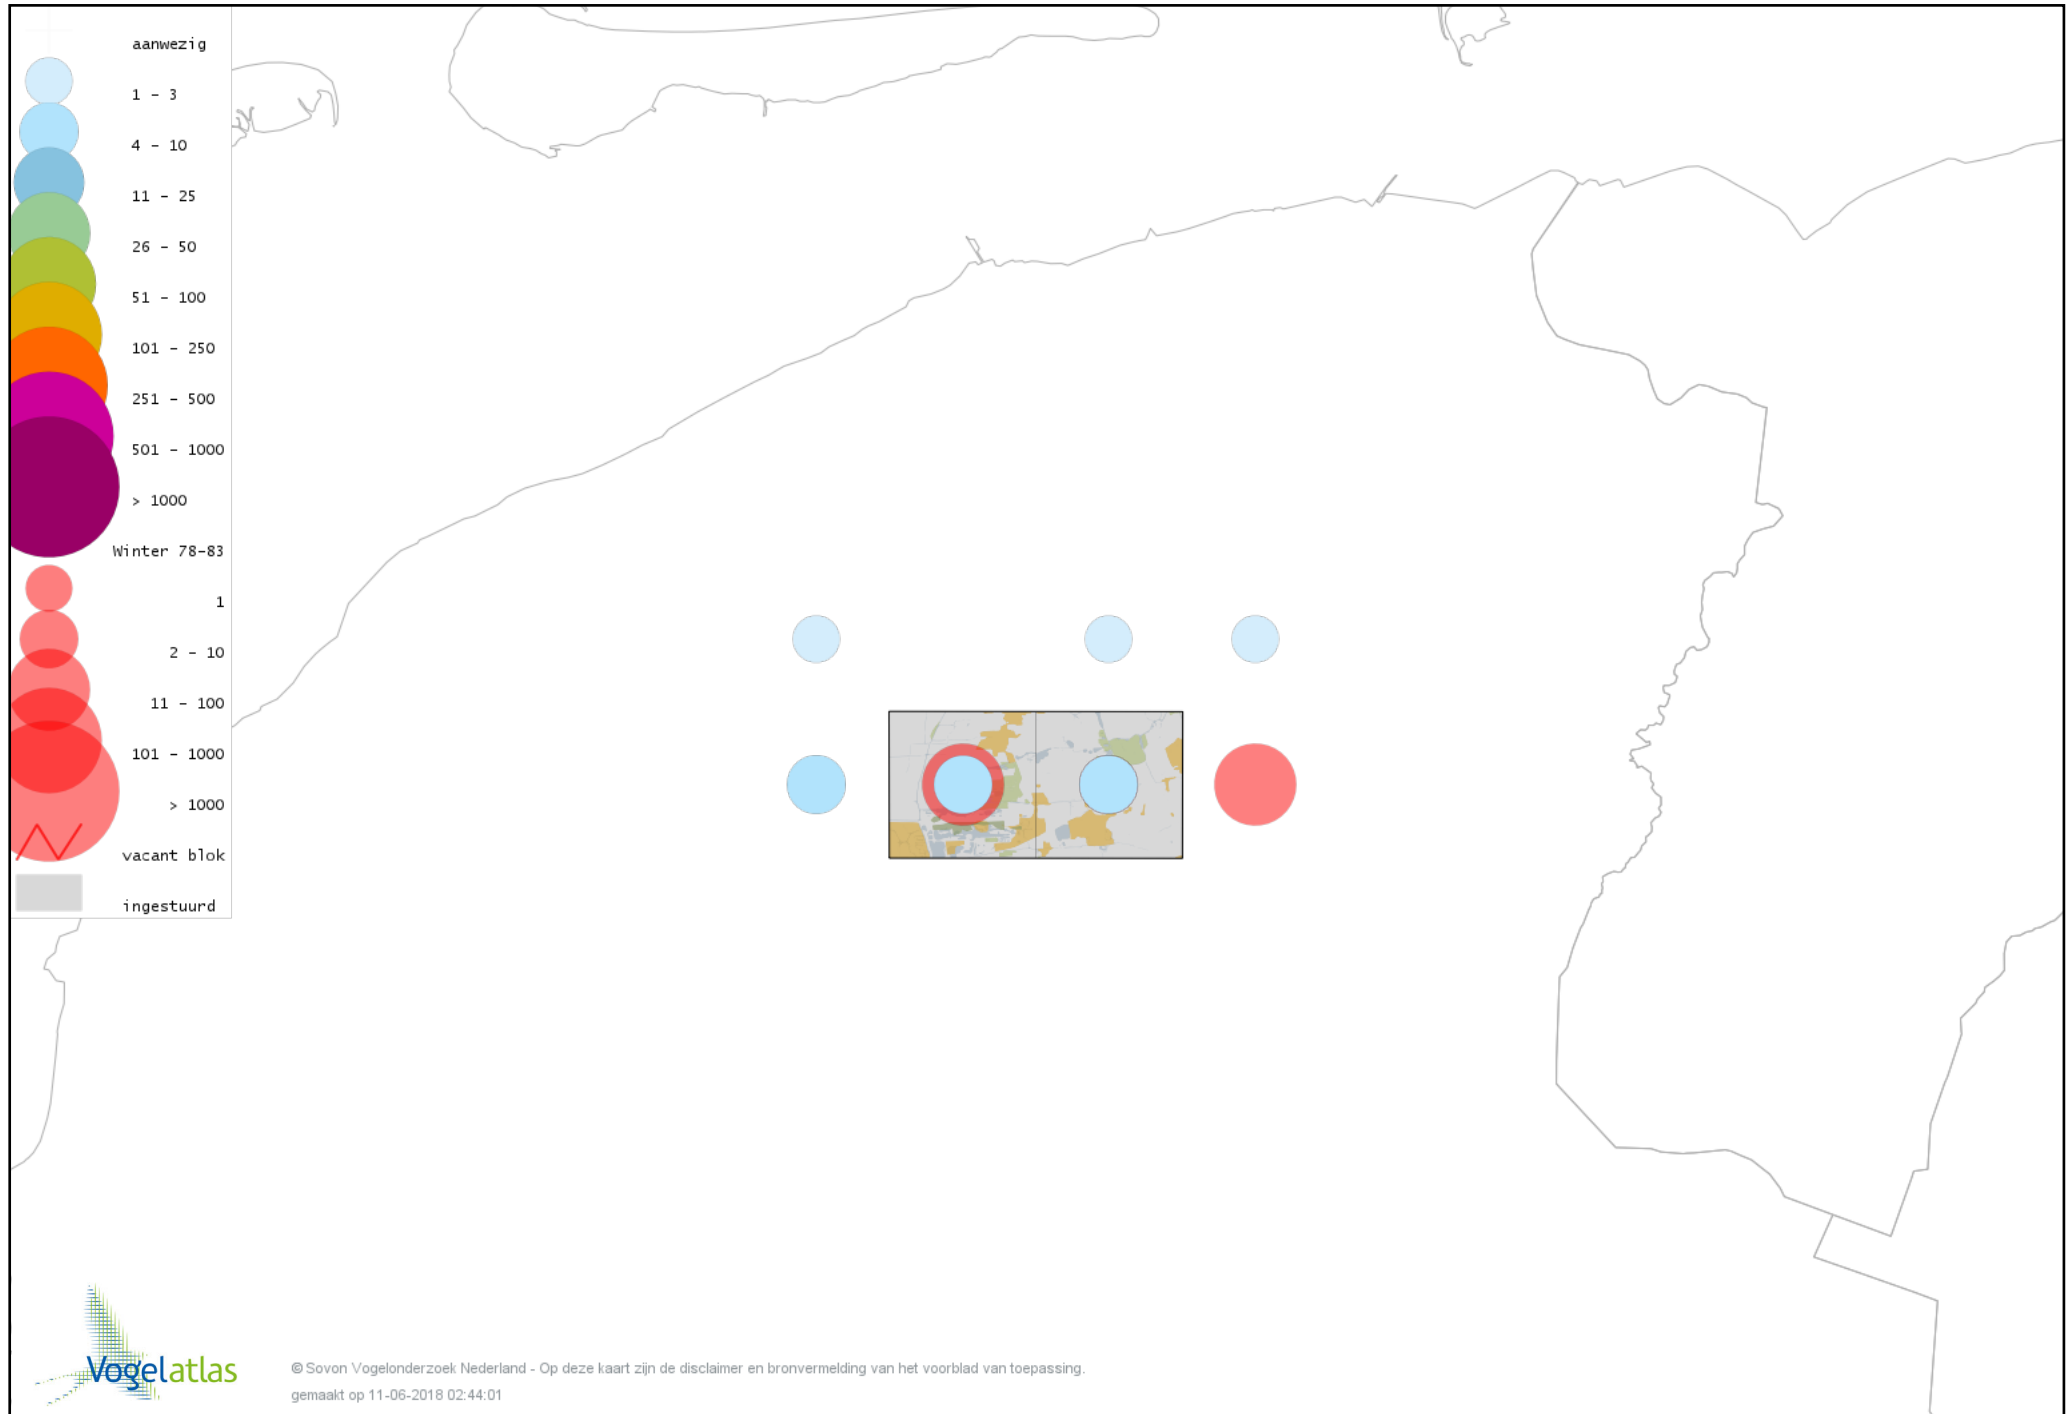 aanwezig
1 - 3
4 - 10
11 - 25
26 - 50
51 - 100
101 - 250
251 - 500
501 - 1000
> 1000
Winter 78-83
1
2 - 10
11 - 100
101 - 1000
> 1000
vacant blok
ingestuurd
Vogelatlas
© Sovon Vogelonderzoek Nederland - Op deze kaart zijn de disclaimer en bronvermelding van het voorblad van toepassing.
gemaakt op 11-06-2018 02:44:01